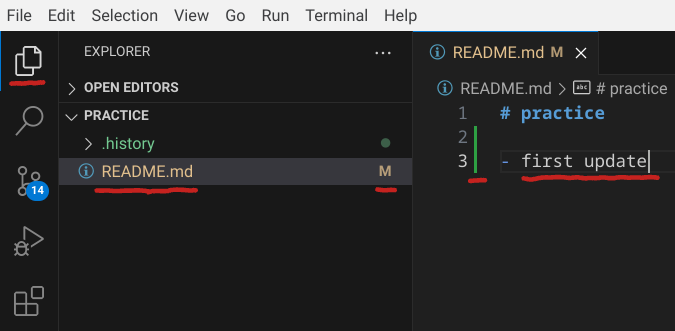 File Edit Selection View Go Run Terminal Help
EXPLORER
OPEN EDITORS
PRACTICE
.history
README.md M
14
README.md M
README.md > abc # practice
1 # practice
2
3 - first update